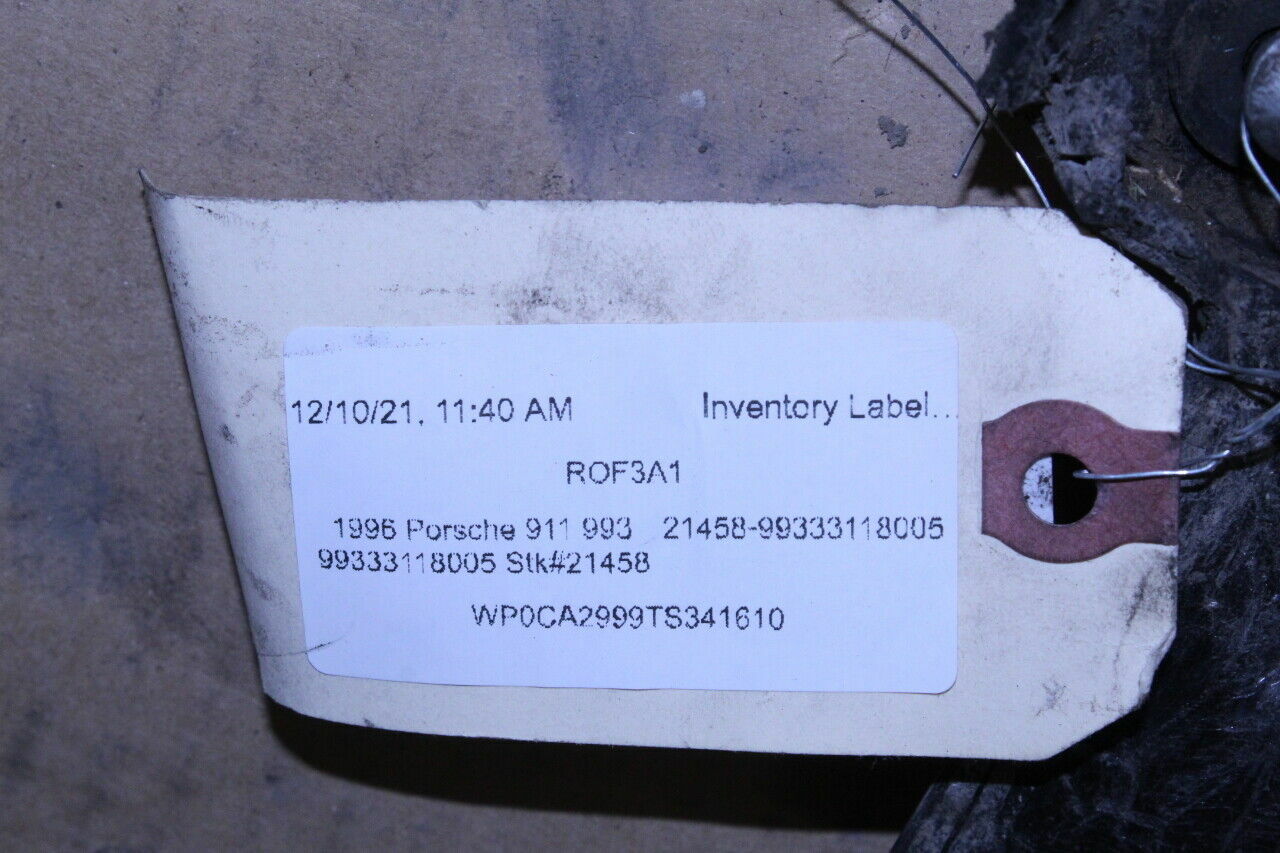 12/10/21, 11:40 AM Inventory Label...
ROF3A1
1996 Porsche 911 993 21458-99333118005
99333118005 Stk#21458
WP0CA2999TS341610